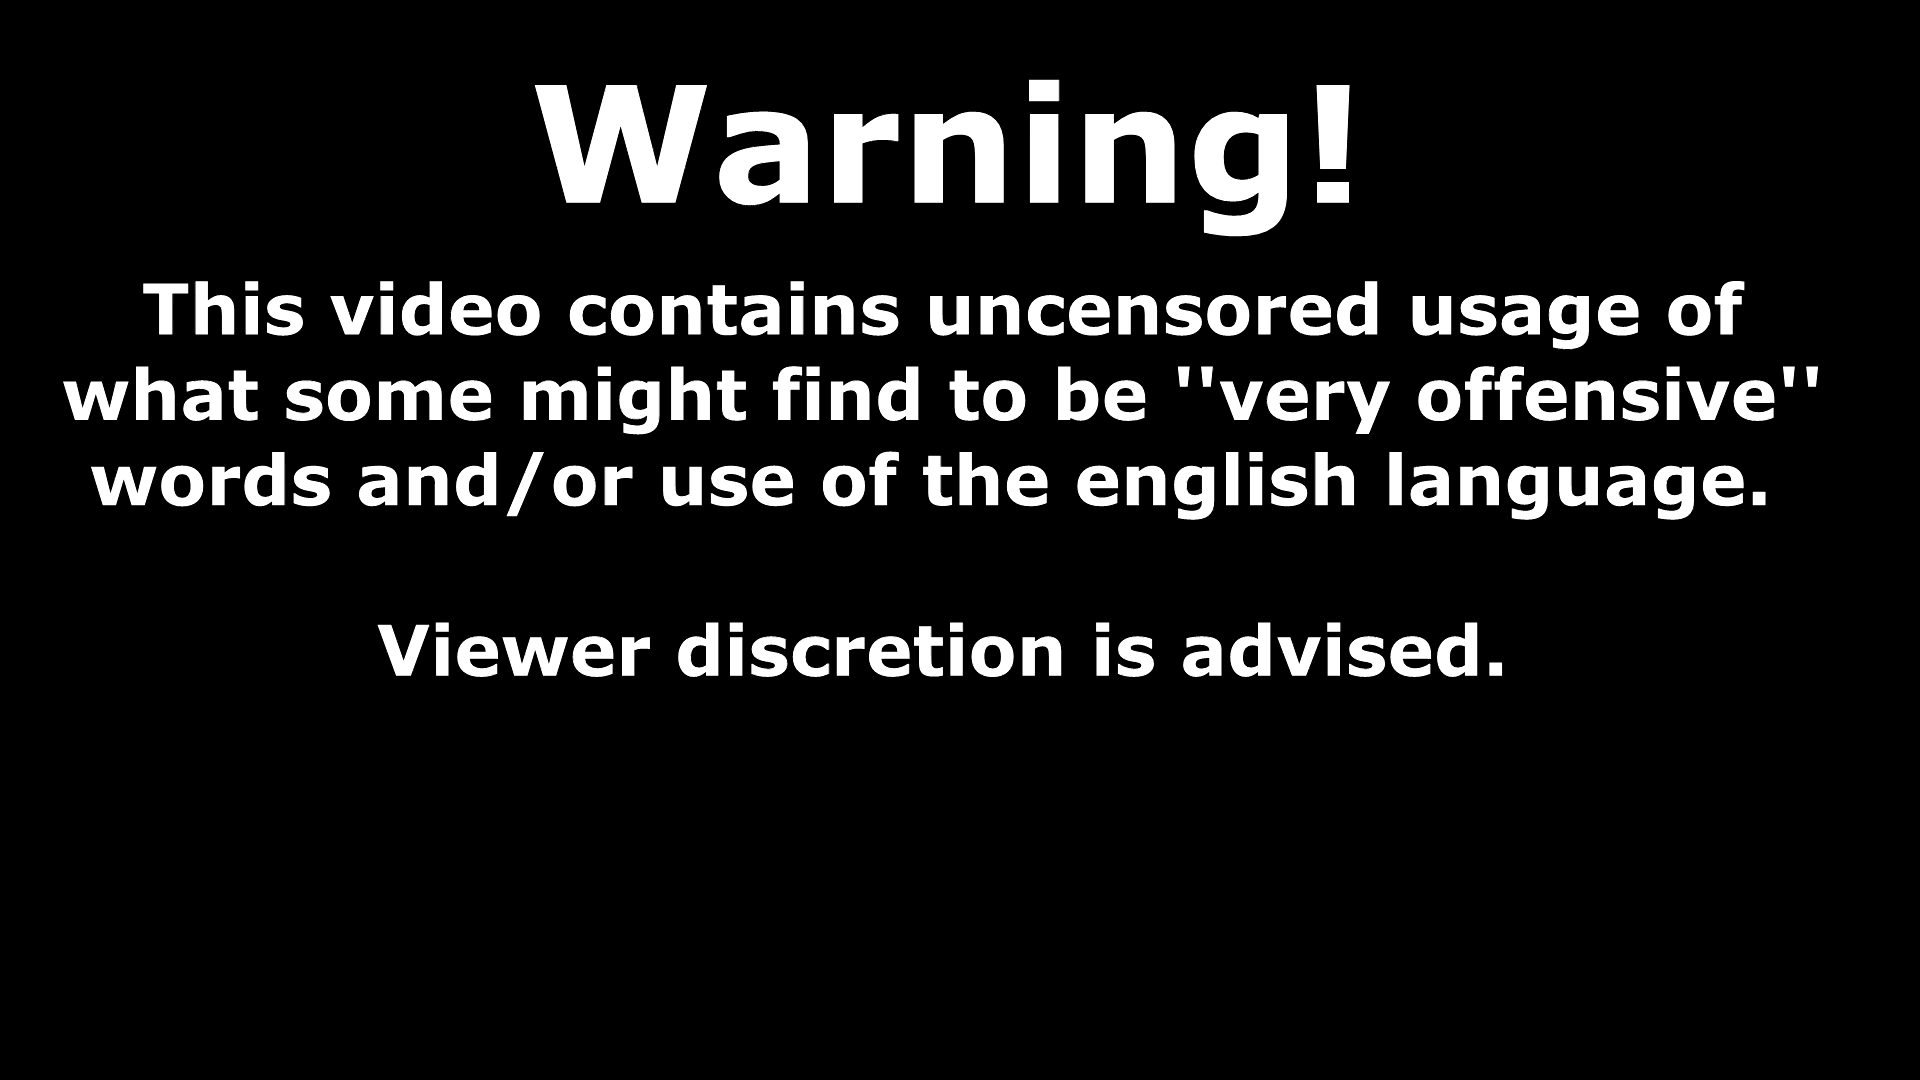 Warning!
This video contains uncensored usage of
what some might find to be ''very offensive''
words and/or use of the english language.
Viewer discretion is advised.